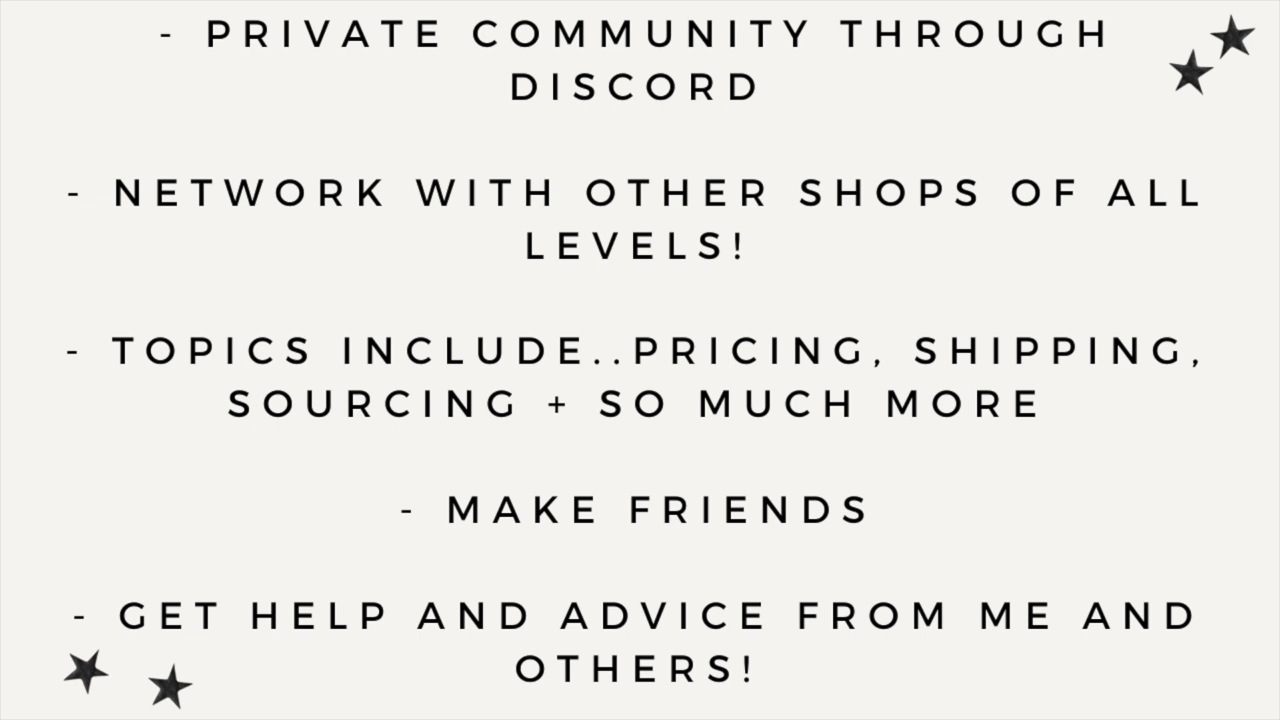 - PRIVATE COMMUNITY THROUGH
DISCORD
- NETWORK WITH OTHER SHOPS OF ALL
LEVELS!
- TOPICS INCLUDE..PRICING, SHIPPING,
SOURCING + SO MUCH MORE
- MAKE FRIENDS
- GET HELP AND ADVICE FROM ME AND
OTHERS!